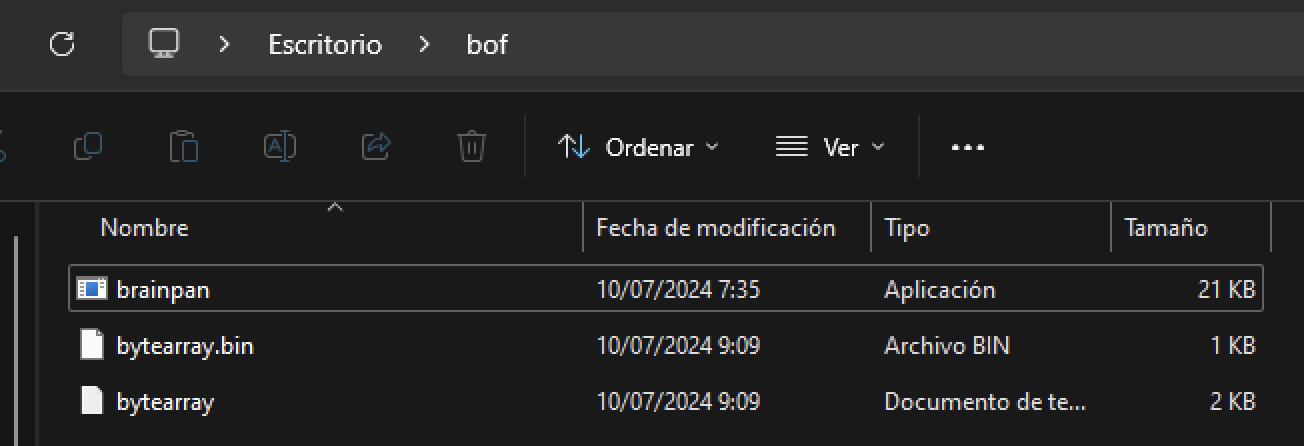 Escritorio bof
Ordenar Ver
Nombre Fecha de modificación Tipo Tamaño
brainpan 10/07/2024 7:35 Aplicación 21 KB
bytearray.bin 10/07/2024 9:09 Archivo BIN 1 KB
bytearray 10/07/2024 9:09 Documento de te... 2 KB